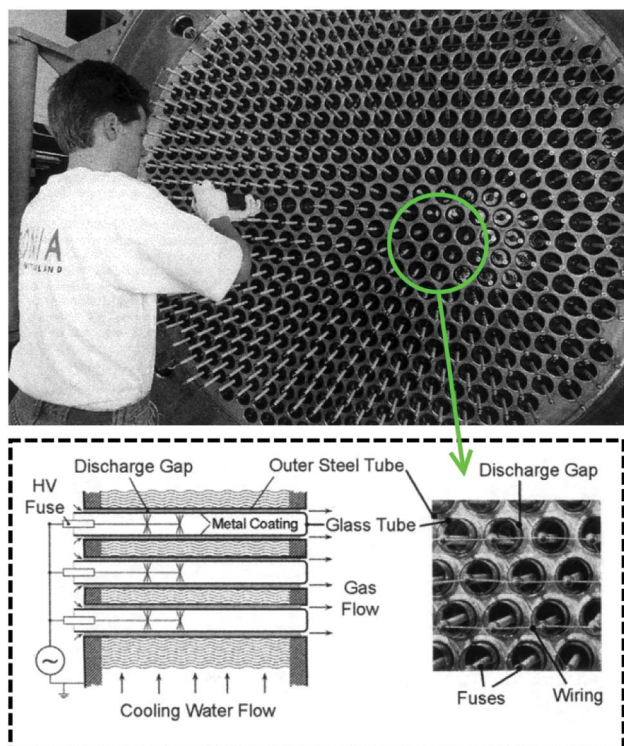 Discharge Gap
Outer Steel Tube
Discharge Gap
HV
Fuse
Metal Coating
Glass Tube
Gas
Flow
~
Cooling Water Flow
Fuses
Wiring